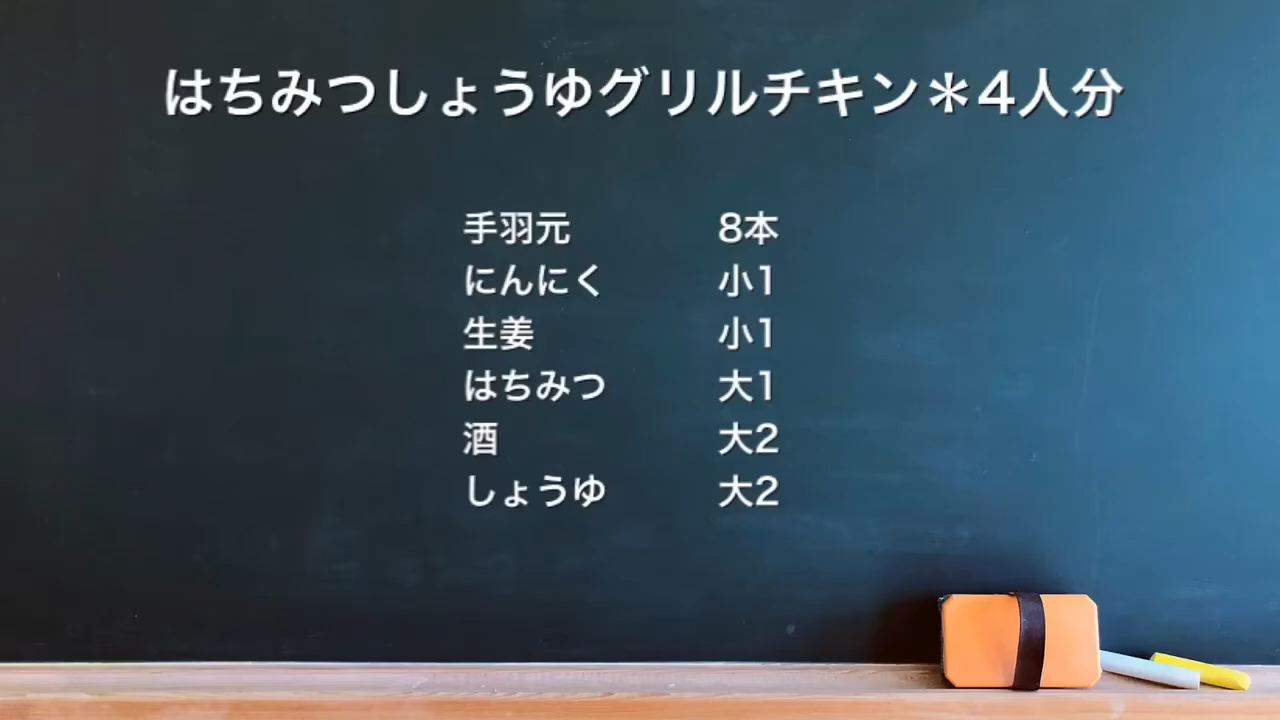 はちみつしょうゆグリルチキン＊4人分
手羽元 8本
にんにく 小1
生姜 小1
はちみつ 大1
酒 大2
しょうゆ 大2